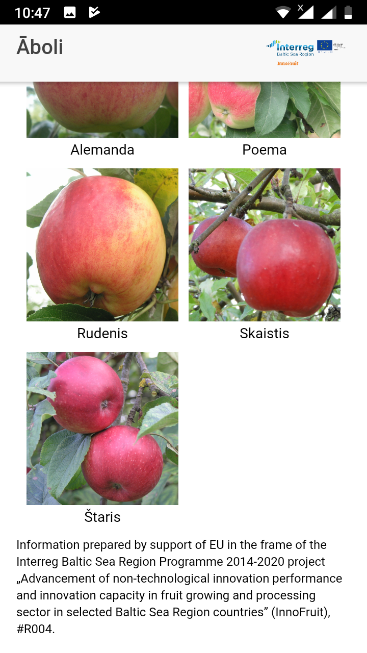 10:47
x
Āboli
Interreg
Baltic Sea Region
InnoFruit
Alemanda
Poema
Rudenis
Skaistis
Štaris
Information prepared by support of EU in the frame of the
Interreg Baltic Sea Region Programme 2014-2020 project
„Advancement of non-technological innovation performance
and innovation capacity in fruit growing and processing
sector in selected Baltic Sea Region countries” (InnoFruit),
#R004.